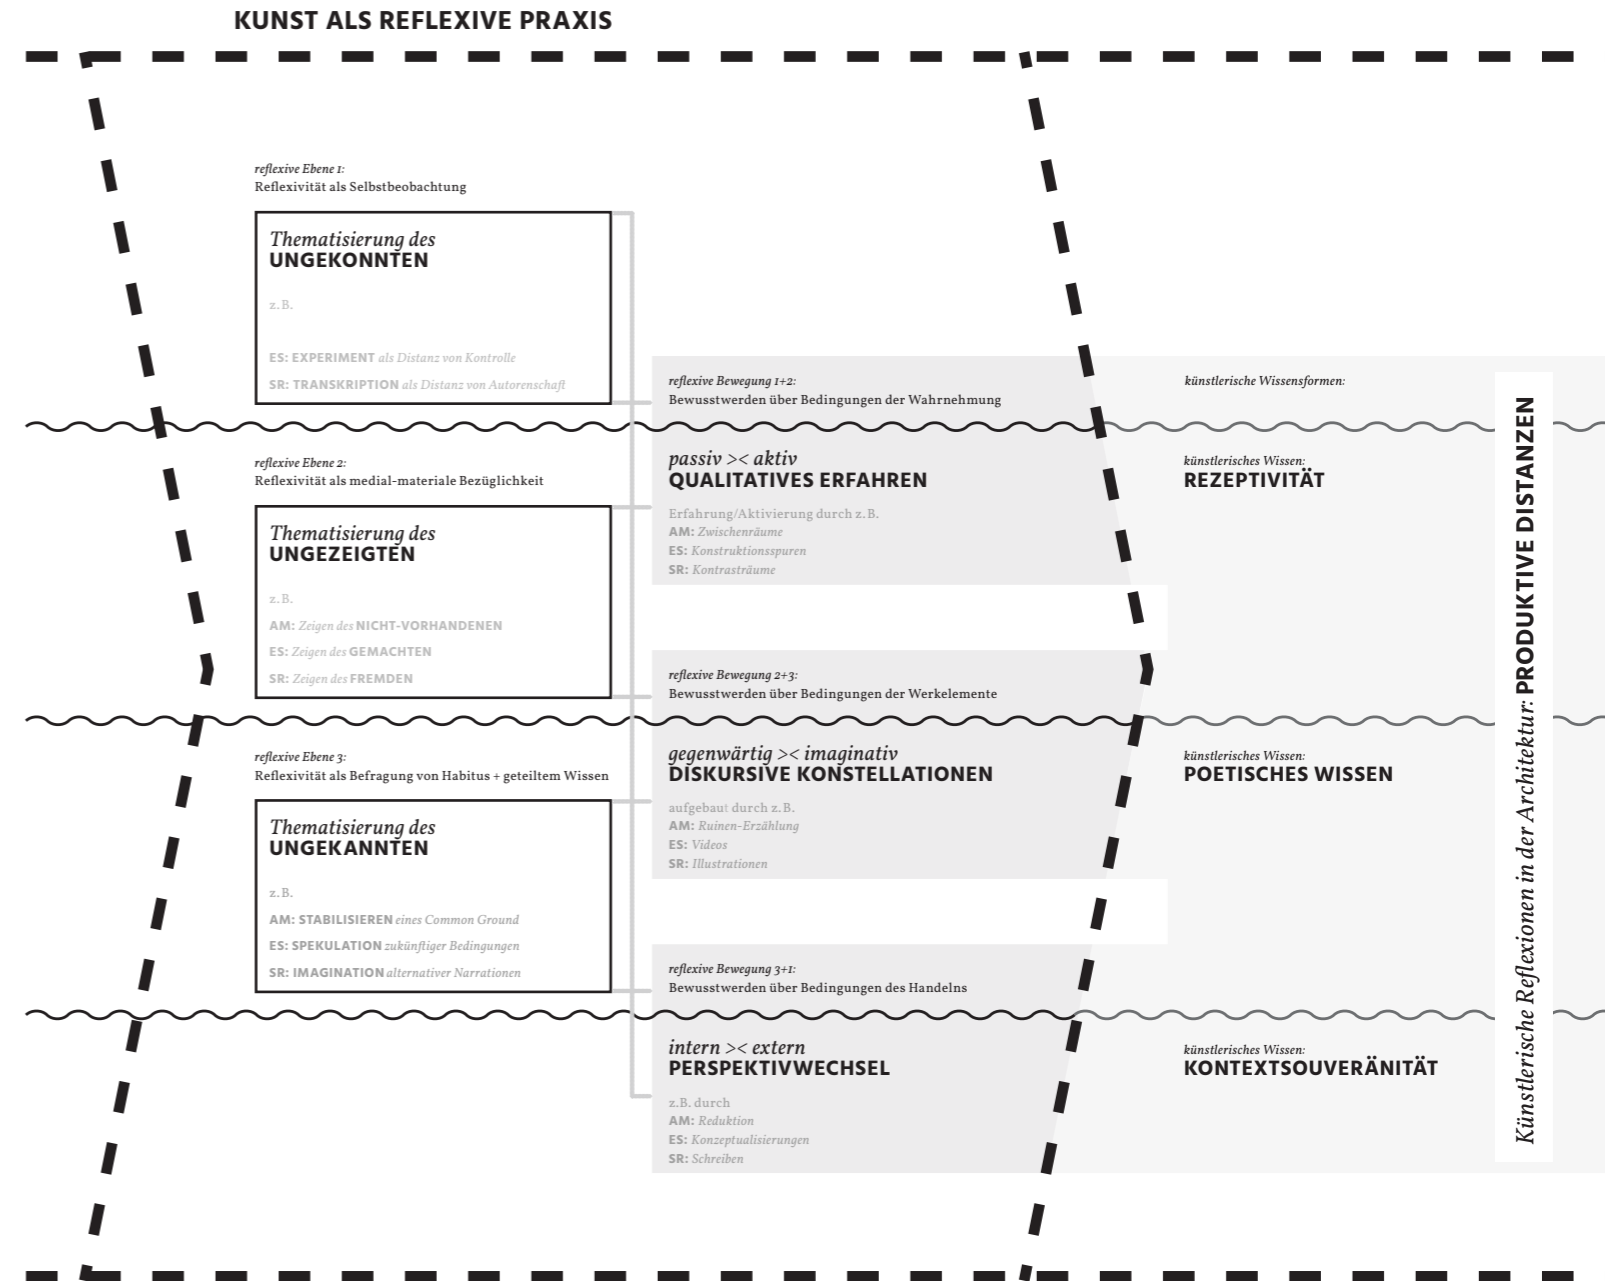 KUNST ALS REFLEXIVE PRAXIS
reflexive Ebene 1:
Reflexivität als Selbstbeobachtung
Thematisierung des
UNGEKONNTEN
z.B.
ES: EXPERIMENT als Distanz von Kontrolle
SR: TRANSKRIPTION als Distanz von Autorenschaft
reflexive Ebene 2:
Reflexivität als medial-materiale Bezüglichkeit
Thematisierung des
UNGEZEIGTEN
z.B.
AM: Zeigen des NICHT-VORHANDENEN
ES: Zeigen des GEMACHTEN
SR: Zeigen des FREMDEN
reflexive Ebene 3:
Reflexivität als Befragung von Habitus + geteiltem Wissen
Thematisierung des
UNGEKANNTEN
z.B.
AM: STABILISIEREN eines Common Ground
ES: SPEKULATION zukünftiger Bedingungen
SR: IMAGINATION alternativer Narrationen
reflexive Bewegung 1+2:
Bewusstwerden über Bedingungen der Wahrnehmung
passiv >< aktiv
QUALITATIVES ERFAHREN
Erfahrung/Aktivierung durch z.B.
AM: Zwischenräume
ES: Konstruktionsspuren
SR: Kontrasträume
reflexive Bewegung 2+3:
Bewusstwerden über Bedingungen der Werkelemente
gegenwärtig >< imaginativ
DISKURSIVE KONSTELLATIONEN
aufgebaut durch z.B.
AM: Ruinen-Erzählung
ES: Videos
SR: Illustrationen
reflexive Bewegung 3+1:
Bewusstwerden über Bedingungen des Handelns
intern >< extern
PERSPEKTIVWECHSEL
z.B. durch
AM: Reduktion
ES: Konzeptualisierungen
SR: Schreiben
künstlerische Wissensformen:
künstlerisches Wissen:
REZEPTIVITÄT
künstlerisches Wissen:
POETISCHES WISSEN
künstlerisches Wissen:
KONTEXTSOUVERÄNITÄT
Künstlerische Reflexionen in der Architektur: PRODUKTIVE DISTANZEN